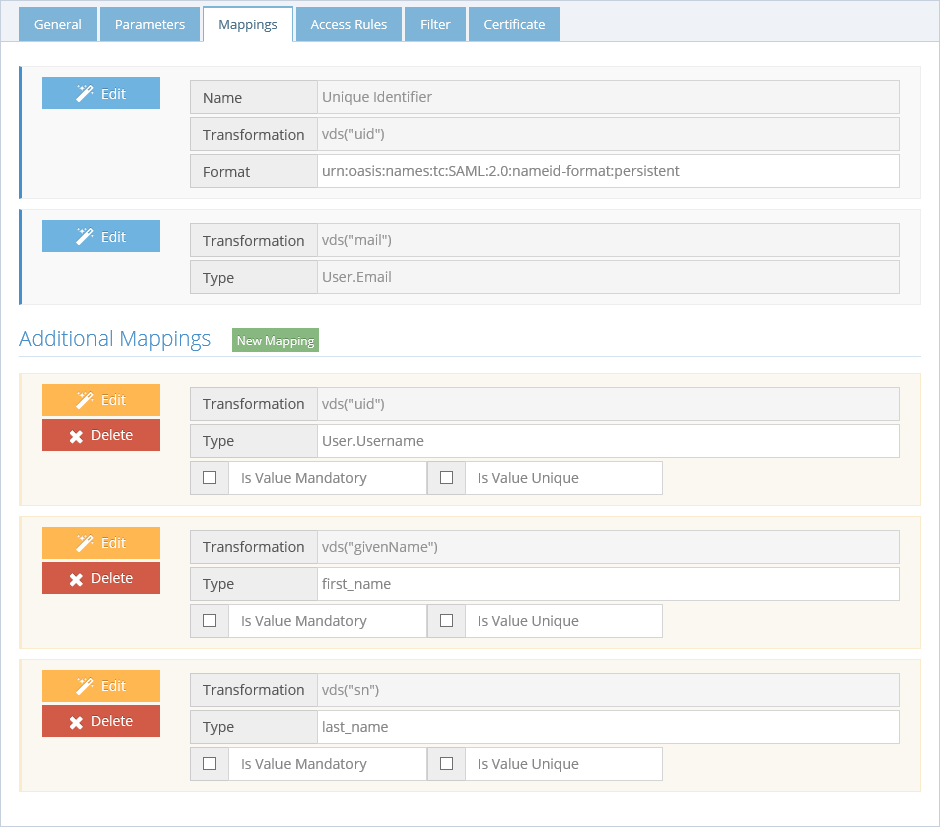 General Parameters Mappings Access Rules Filter Certificate
Edit
Name Unique Identifier
Transformation vds("uid")
Format urn:oasis:names:tc:SAML:2.0:nameid-format:persistent
Edit
Transformation vds("mail")
Type User.Email
Additional Mappings New Mapping
Edit
Transformation vds("uid")
Delete
Type User.Username
Is Value Mandatory Is Value Unique
Edit
Transformation vds("givenName")
Delete
Type first_name
Is Value Mandatory Is Value Unique
Edit
Transformation vds("sn")
Delete
Type last_name
Is Value Mandatory Is Value Unique